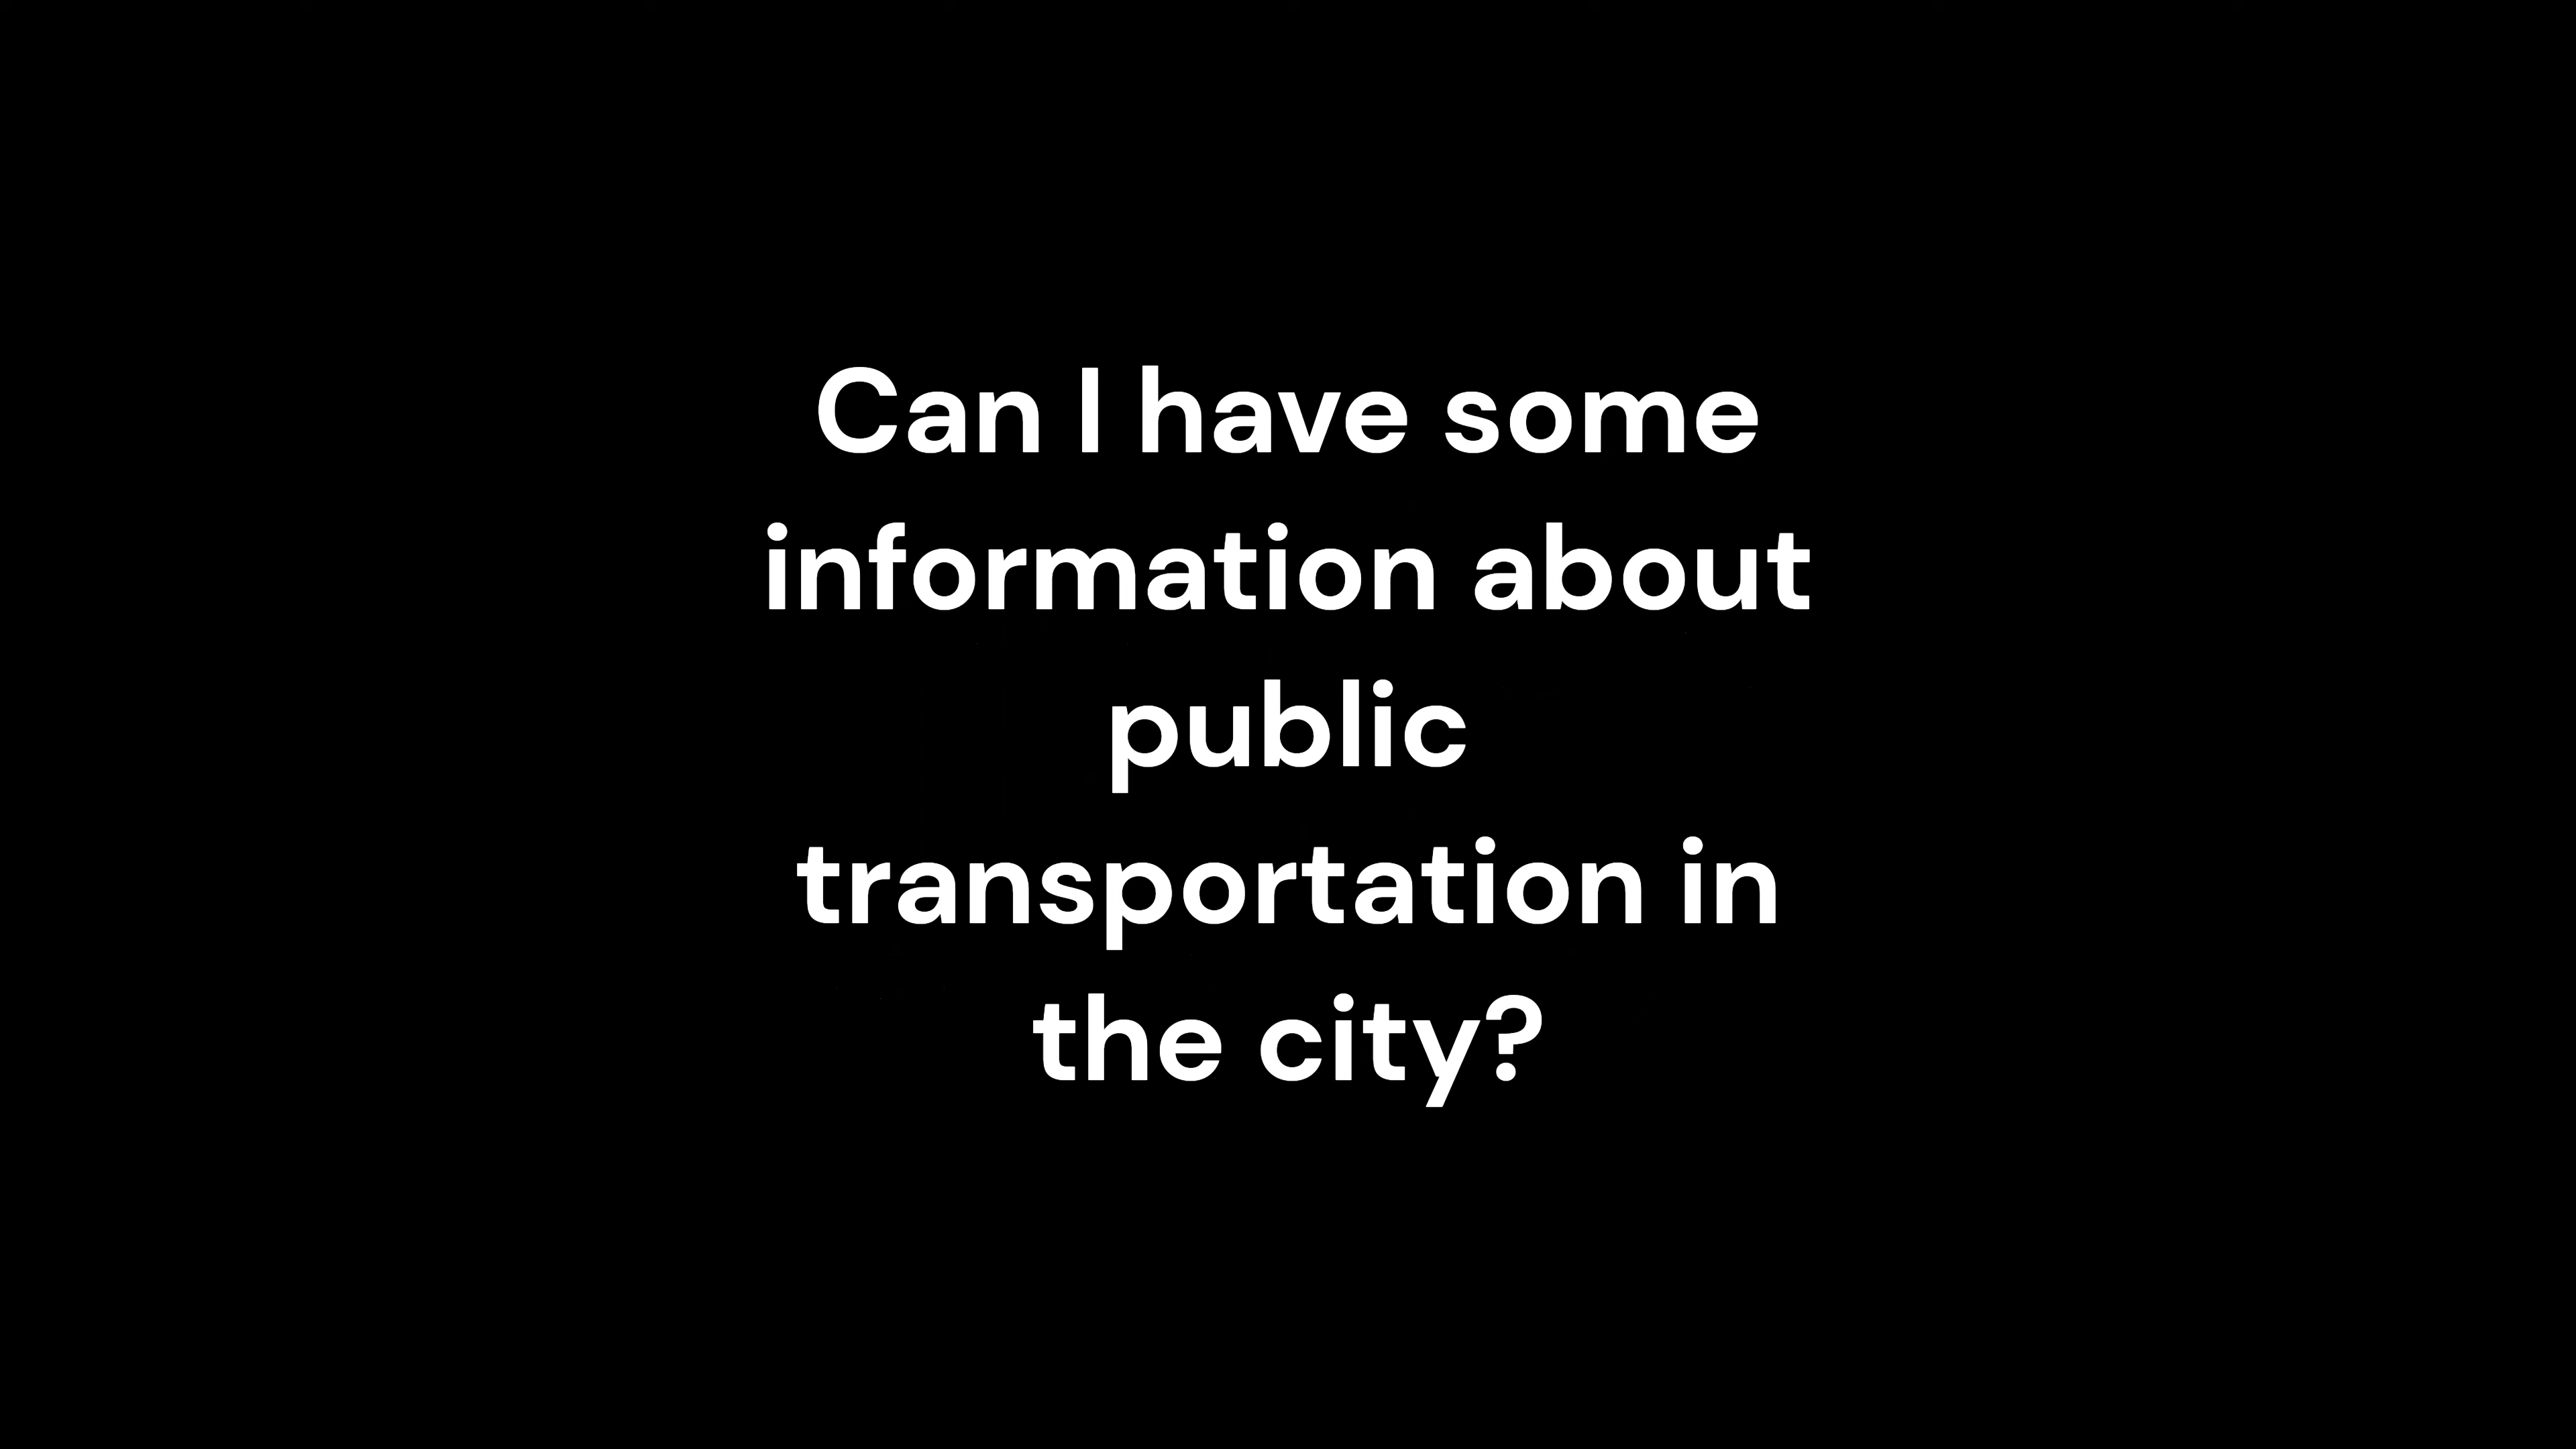 Can I have some
information about
public
transportation in
the city?